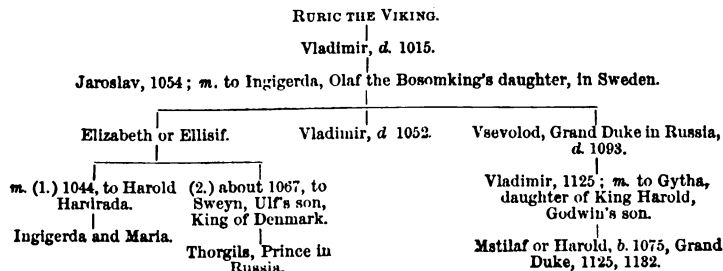 RURIC THE VIKING.
Vladimir, d. 1015.
Jaroslav, 1054; m. to Ingigerda, Olaf the Bosomking's daughter, in Sweden.
Elizabeth or Ellisif.
Vladimir, d 1052.
Vsevolod, Grand Duke in Russia,
d. 1093.
m. (1.) 1044, to Harold
Hardrada.
Ingigerda and Maria.
(2.) about 1067, to
Sweyn, Ulf's son,
King of Denmark.
Thorgils, Prince in
Russia.
Vladimir, 1125; m. to Gytha,
daughter of King Harold,
Godwin's son.
Mstilaf or Harold, b. 1075, Grand
Duke, 1125, 1132.